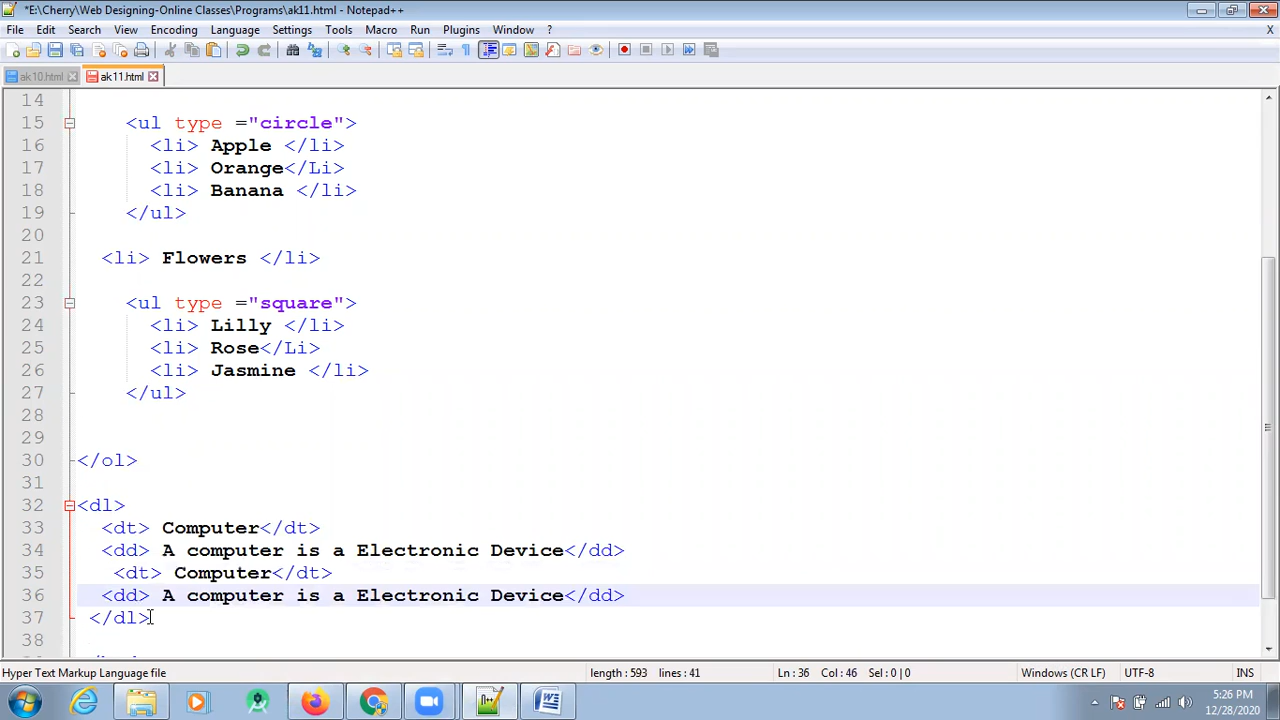 *E:\Cherry\Web Designing-Online Classes\Programs\ak11.html - Notepad++
File Edit Search View Encoding Language Settings Tools Macro Run Plugins Window ? X
ak10.html ak11.html
14
15 <ul type ="circle">
16 <li> Apple </li>
17 <li> Orange</Li>
18 <li> Banana </li>
19 </ul>
20
21 <li> Flowers </li>
22
23 <ul type ="square">
24 <li> Lilly </li>
25 <li> Rose</Li>
26 <li> Jasmine </li>
27 </ul>
28
29
30 </ol>
31
32 <dl>
33 <dt> Computer</dt>
34 <dd> A computer is a Electronic Device</dd>
35 <dt> Computer</dt>
36 <dd> A computer is a Electronic Device</dd>
37 </dl>
38
Hyper Text Markup Language file length : 593 lines : 41 Ln : 36 Col : 46 Sel : 0 | 0 Windows (CR LF) UTF-8 INS
5:26 PM
12/28/2020